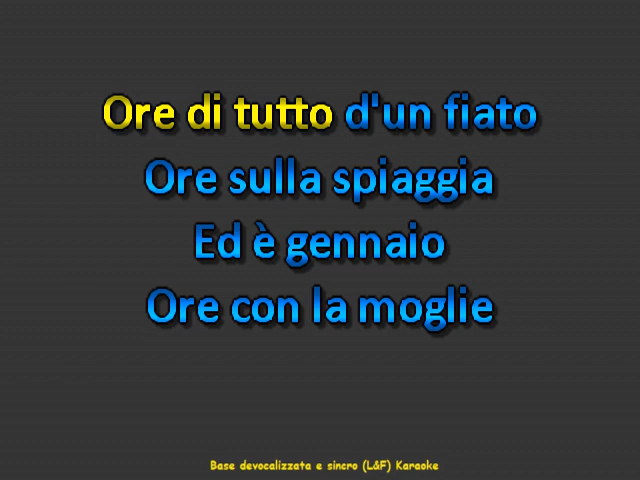 Ore di tutto d'un fiato
Ore sulla spiaggia
Ed è gennaio
Ore con la moglie
Base devocalizzata e sincro (L&F) Karaoke